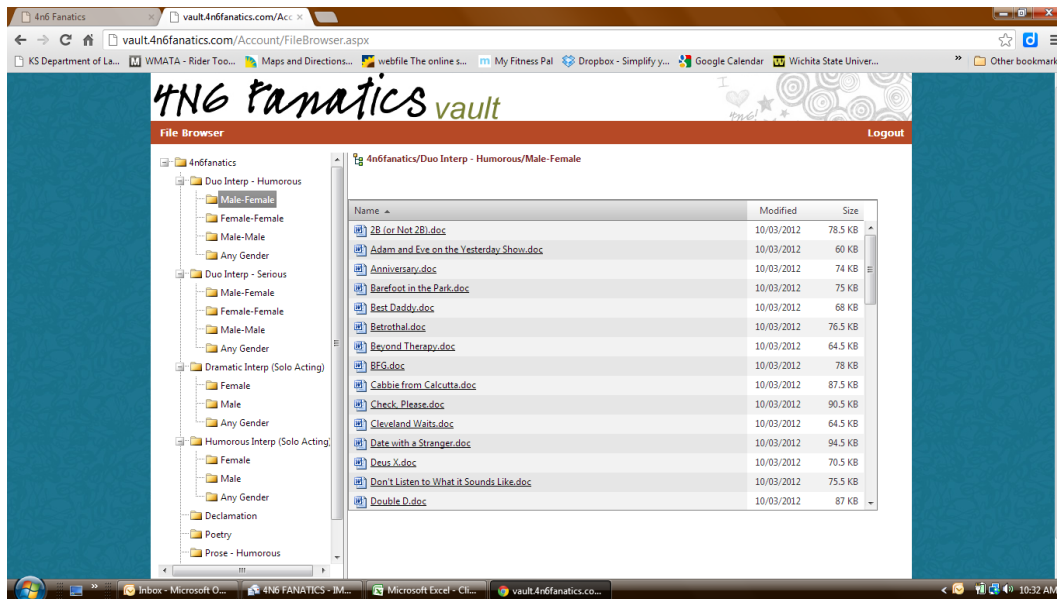 4n6 Fanatics
vault.4n6fanatics.com/Acc
vault.4n6fanatics.com/Account/FileBrowser.aspx
KS Department of La... WMATA - Rider Too... Maps and Directions... webfile The online s... My Fitness Pal Dropbox - Simplify y... Google Calendar Wichita State Univer... » Other bookmark
4N6 Fanatics vault
I
4n6!
File Browser Logout
4n6fanatics
Duo Interp - Humorous
Male-Female
Female-Female
Male-Male
Any Gender
Duo Interp - Serious
Male-Female
Female-Female
Male-Male
Any Gender
Dramatic Interp (Solo Acting)
Female
Male
Any Gender
Humorous Interp (Solo Acting)
Female
Male
Any Gender
Declamation
Poetry
Prose - Humorous
4n6fanatics/Duo Interp - Humorous/Male-Female
Name Modified Size
2B (or Not 2B).doc 10/03/2012 78.5 KB
Adam and Eve on the Yesterday Show.doc 10/03/2012 60 KB
Anniversary.doc 10/03/2012 74 KB
Barefoot in the Park.doc 10/03/2012 75 KB
Best Daddy.doc 10/03/2012 68 KB
Betrothal.doc 10/03/2012 76.5 KB
Beyond Therapy.doc 10/03/2012 64.5 KB
BFG.doc 10/03/2012 78 KB
Cabbie from Calcutta.doc 10/03/2012 87.5 KB
Check, Please.doc 10/03/2012 90.5 KB
Cleveland Waits.doc 10/03/2012 64.5 KB
Date with a Stranger.doc 10/03/2012 94.5 KB
Deus X.doc 10/03/2012 70.5 KB
Don't Listen to What it Sounds Like.doc 10/03/2012 75.5 KB
Double D.doc 10/03/2012 87 KB
Inbox - Microsoft O... 4N6 FANATICS - IM... Microsoft Excel - Cli... vault.4n6fanatics.co... 10:32 AM